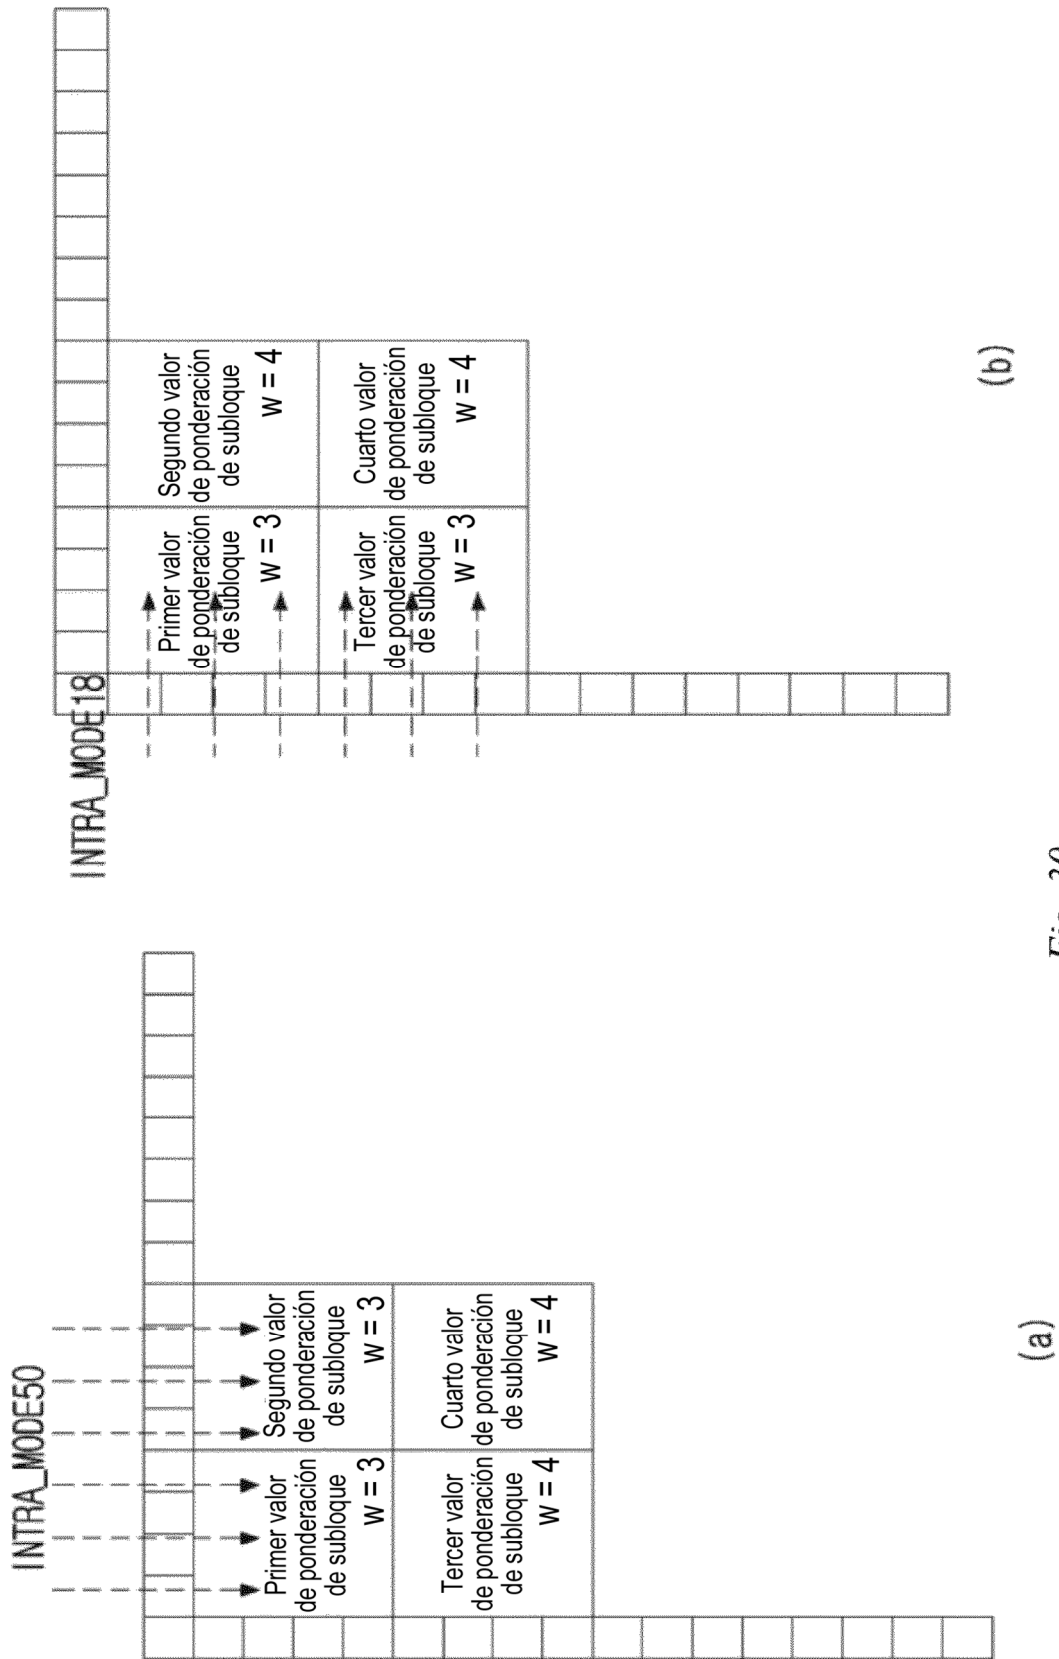 INTRA_MODE50
Primer valor
de ponderación
de subloque
w = 3
Segundo valor
de ponderación
de subloque
w = 3
Tercer valor
de ponderación
de subloque
w = 4
Cuarto valor
de ponderación
de subloque
w = 4
(a)
INTRA_MODE18
Primer valor
de ponderación
de subloque
w = 3
Segundo valor
de ponderación
de subloque
w = 4
Tercer valor
de ponderación
de subloque
w = 3
Cuarto valor
de ponderación
de subloque
w = 4
(b)